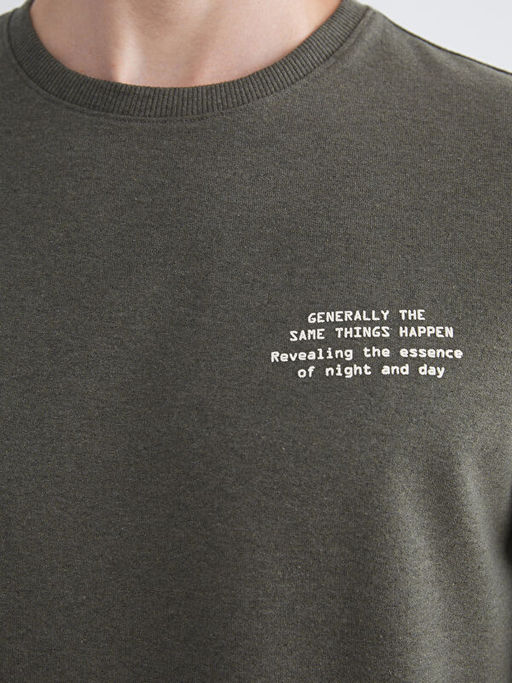 GENERALLY THE
SAME THINGS HAPPEN
Revealing the essence
of night and day